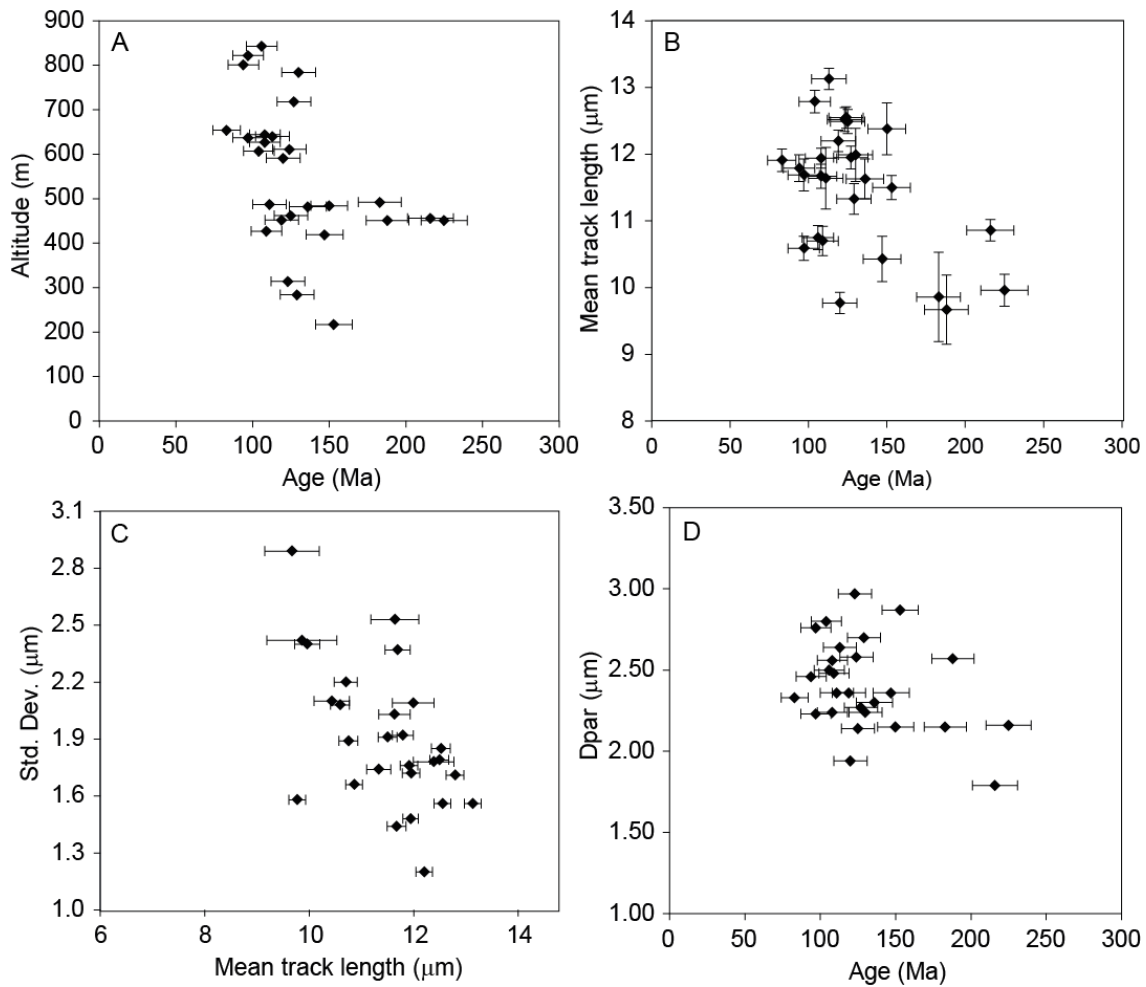 A
900
800
700
600
500
400
300
200
100
0
Altitude (m)
0 50 100 150 200 250 300
Age (Ma)
B
14
13
12
11
10
9
8
Mean track length (μm)
0 50 100 150 200 250 300
Age (Ma)
C
3.1
2.8
2.5
2.2
1.9
1.6
1.3
1.0
Std. Dev. (μm)
6 8 10 12 14
Mean track length (μm)
D
3.50
3.00
2.50
2.00
1.50
1.00
Dpar (μm)
0 50 100 150 200 250 300
Age (Ma)